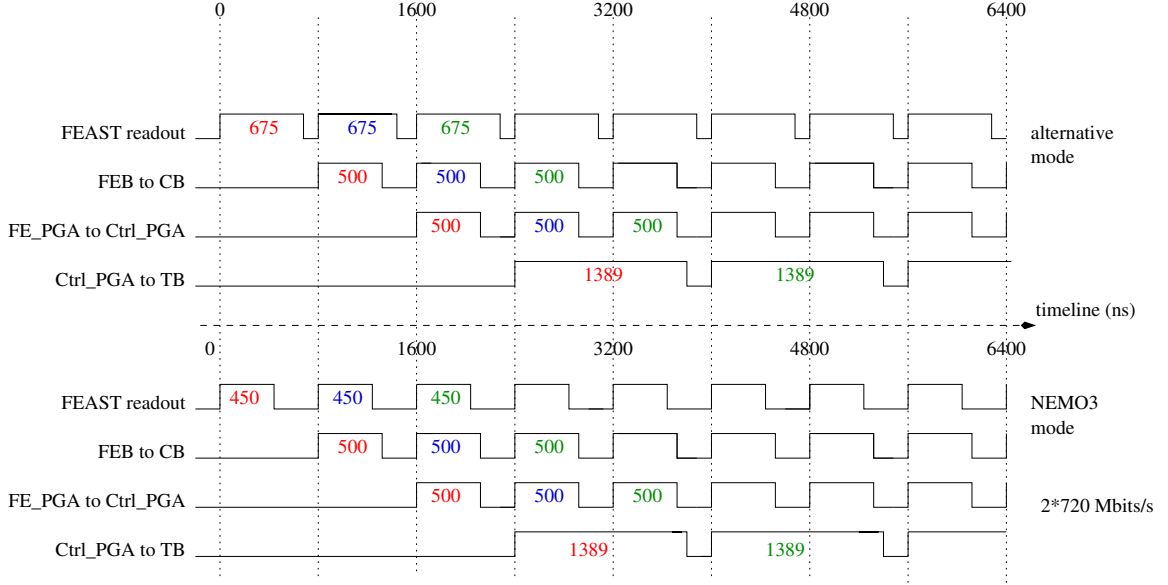 0 1600 3200 4800 6400
FEAST readout 675 675 675 alternative
mode
FEB to CB 500 500 500
FE_PGA to Ctrl_PGA 500 500 500
Ctrl_PGA to TB 1389 1389
timeline (ns)
0 1600 3200 4800 6400
FEAST readout 450 450 450 NEMO3
mode
FEB to CB 500 500 500
FE_PGA to Ctrl_PGA 500 500 500 2*720 Mbits/s
Ctrl_PGA to TB 1389 1389